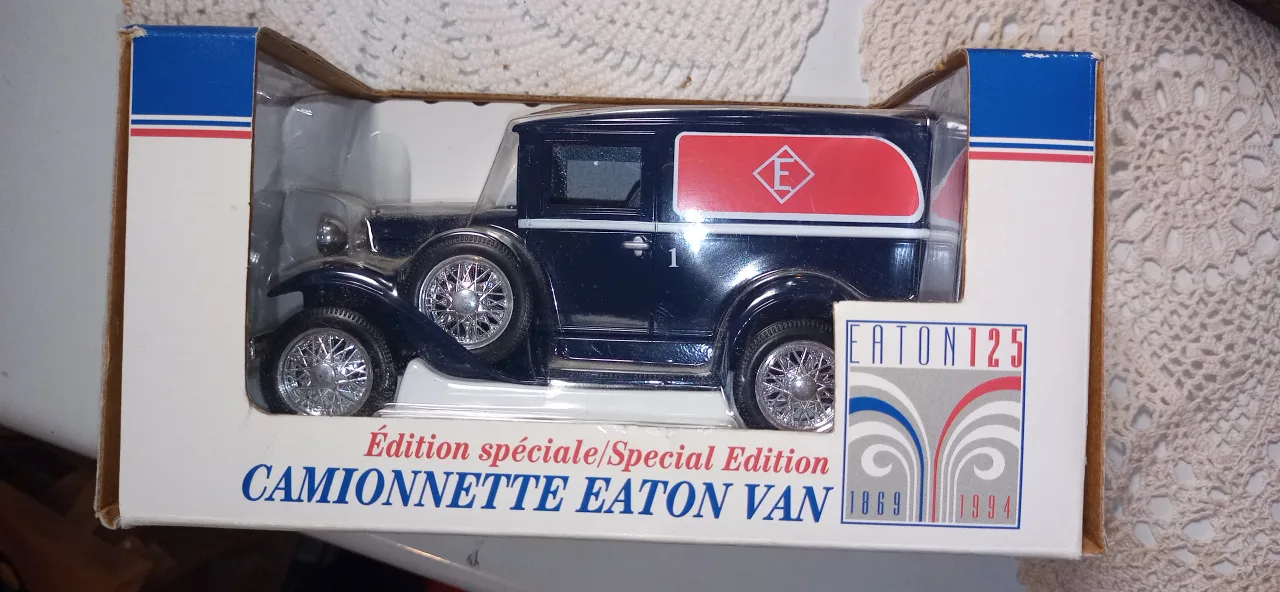 E
1
EATON125
1869 1994
Édition spéciale/Special Edition
CAMIONNETTE EATON VAN